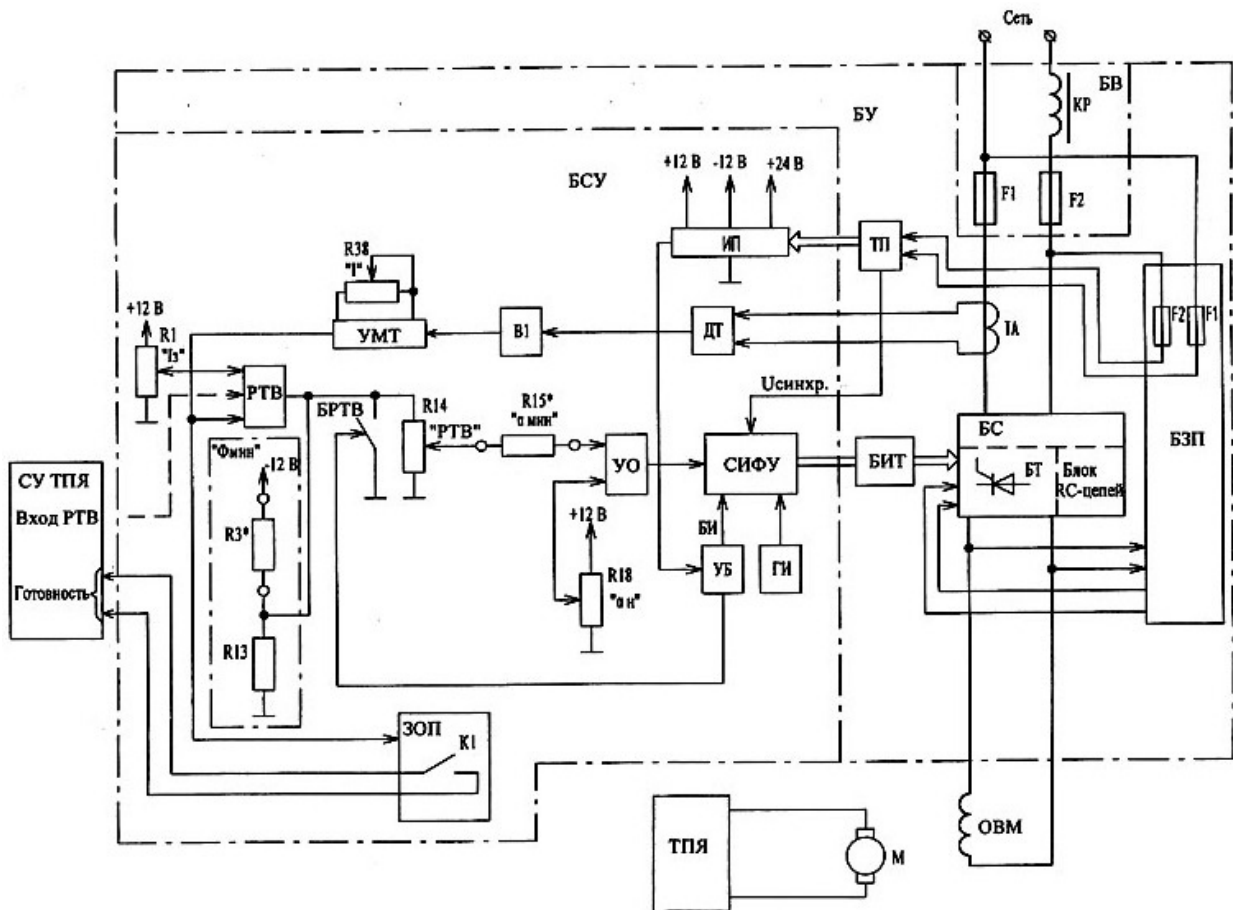 Сеть
БВ
КР
БУ
+12 В
-12 В
+24 В
БСУ
F1
F2
ИП
ТП
R38
"I"
+12 В
R1
"Iз"
УМТ
В1
ДТ
IА
F2
F1
Uсинхр.
РТВ
БРТВ
R14
"РТВ"
R15*
"α мин"
УО
СИФУ
БИТ
БС
БТ
Блок
RC-цепей
БЗП
"Фмин"
-12 В
СУ ТПЯ
Вход РТВ
Готовность
R3*
+12 В
R18
"α н"
БИ
УБ
ГИ
R13
ЗОП
К1
ТПЯ
М
ОВМ